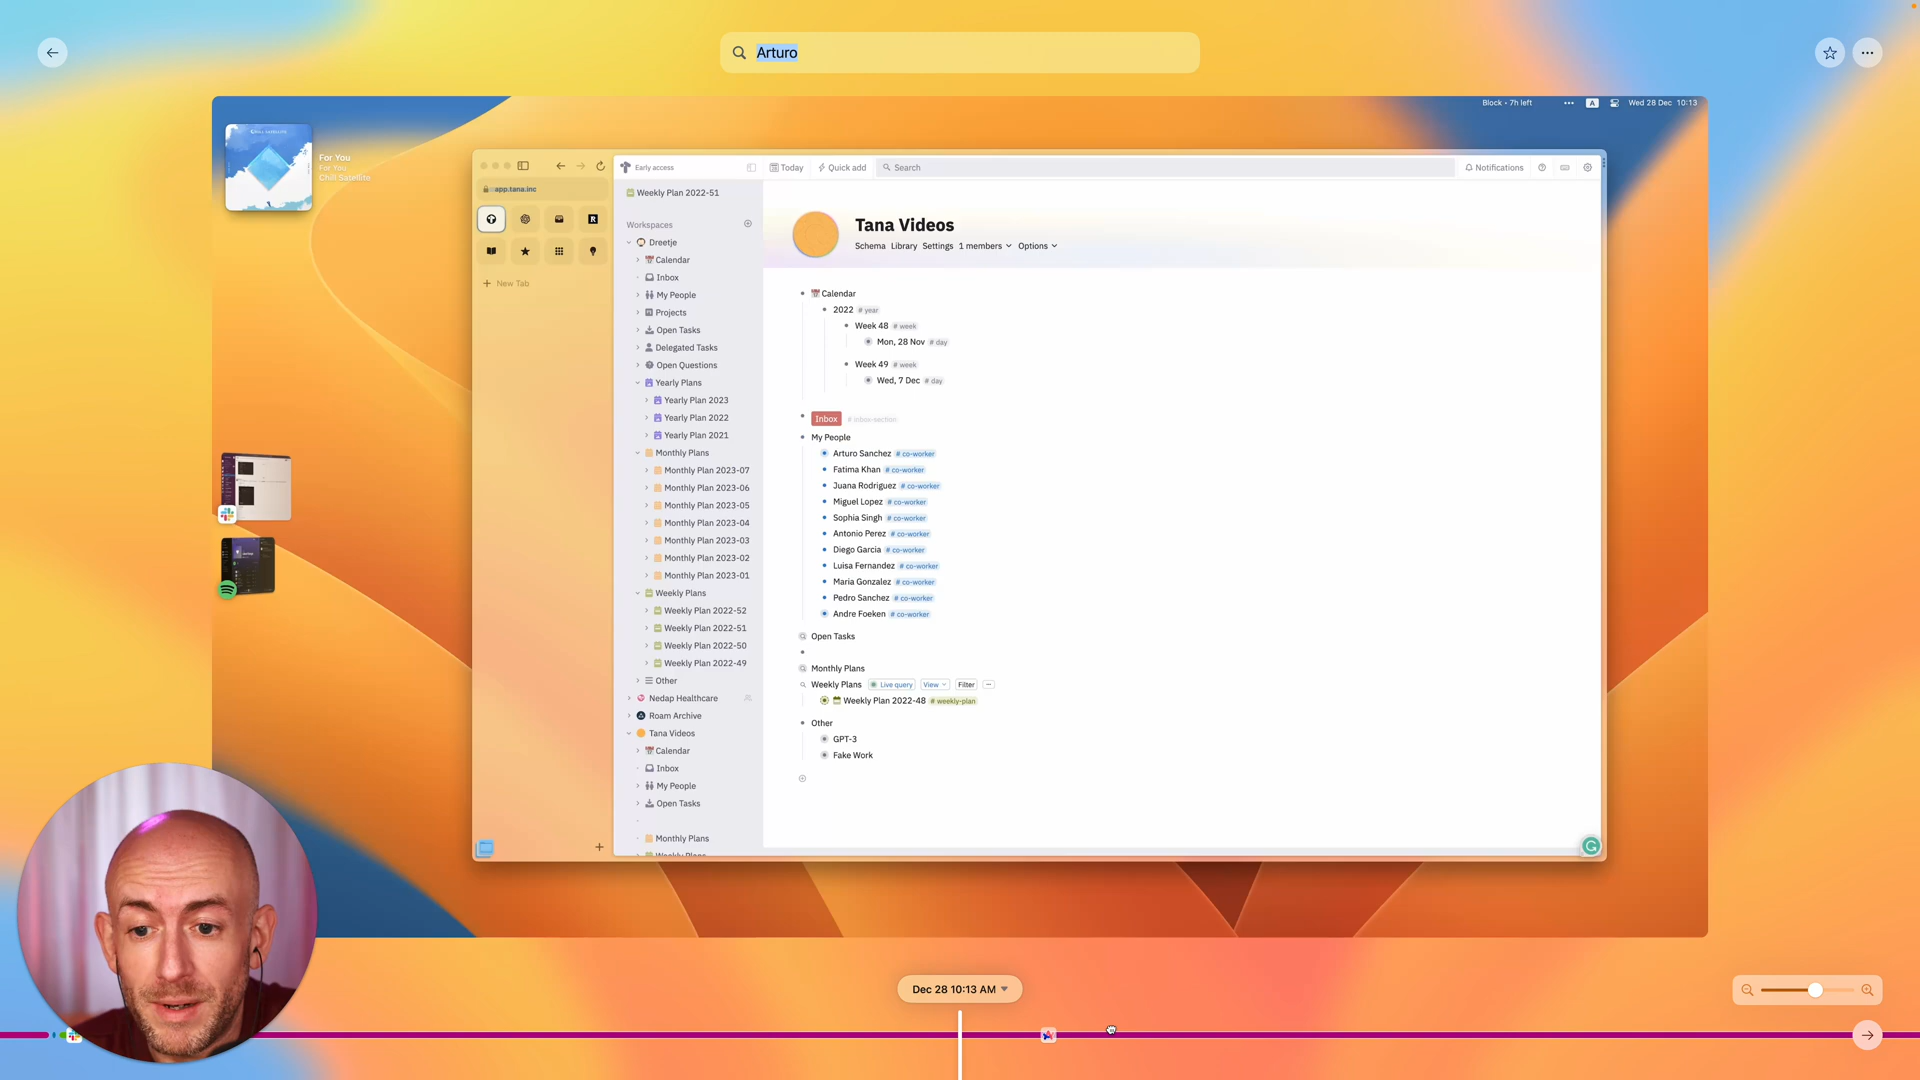 Arturo
Block • 7h left
A
Wed 28 Dec 10:13
CHILL SATELLITE
For You
For You
Chill Satellite
Early access
Today
Quick add
Search
Notifications
app.tana.inc
Weekly Plan 2022-51
R
New Tab
Workspaces
Dreetje
Calendar
Inbox
My People
Projects
Open Tasks
Delegated Tasks
Open Questions
Yearly Plans
Yearly Plan 2023
Yearly Plan 2022
Yearly Plan 2021
Monthly Plans
Monthly Plan 2023-07
Monthly Plan 2023-06
Monthly Plan 2023-05
Monthly Plan 2023-04
Monthly Plan 2023-03
Monthly Plan 2023-02
Monthly Plan 2023-01
Weekly Plans
Weekly Plan 2022-52
Weekly Plan 2022-51
Weekly Plan 2022-50
Weekly Plan 2022-49
Other
Nedap Healthcare
Roam Archive
Tana Videos
Calendar
Inbox
My People
Open Tasks
Monthly Plans
Weekly Plans
Tana Videos
Schema Library Settings 1 members Options
Calendar
2022 # year
Week 48 # week
Mon, 28 Nov # day
Week 49 # week
Wed, 7 Dec # day
Inbox # inbox-section
My People
Arturo Sanchez # co-worker
Fatima Khan # co-worker
Juana Rodriguez # co-worker
Miguel Lopez # co-worker
Sophia Singh # co-worker
Antonio Perez # co-worker
Diego Garcia # co-worker
Luisa Fernandez # co-worker
Maria Gonzalez # co-worker
Pedro Sanchez # co-worker
Andre Foeken # co-worker
Open Tasks
Monthly Plans
Weekly Plans Live query View Filter
Weekly Plan 2022-48 # weekly-plan
Other
GPT-3
Fake Work
Dec 28 10:13 AM